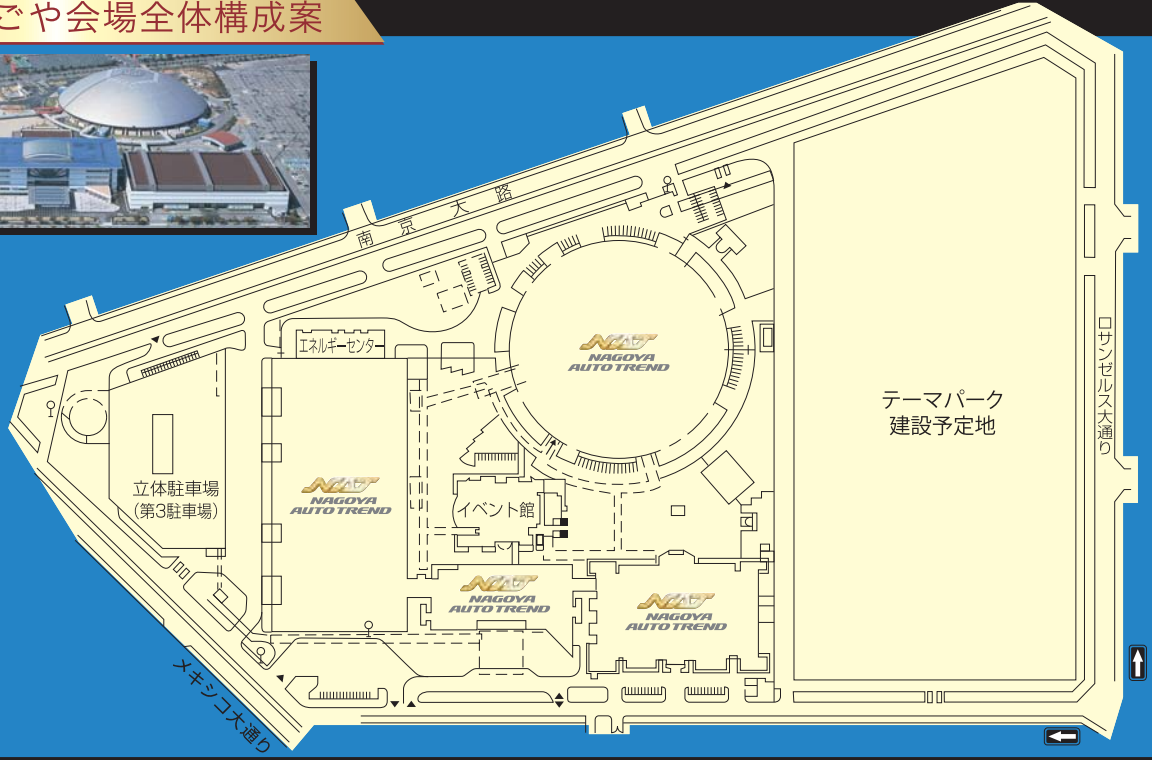 ごや会場全体構成案
南京大路
エネルギーセンター
NAT
NAGOYA
AUTO TREND
ロサンゼルス大通り
テーマパーク
建設予定地
立体駐車場
(第3駐車場)
NAT
NAGOYA
AUTO TREND
イベント館
NAT
NAGOYA
AUTO TREND
NAT
NAGOYA
AUTO TREND
メキシコ大通り